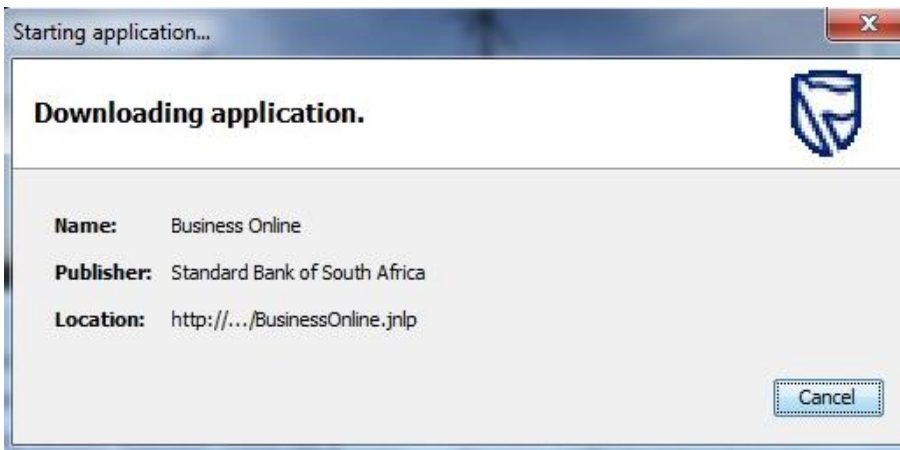 Starting application...
Downloading application.
Name: Business Online
Publisher: Standard Bank of South Africa
Location: http://.../BusinessOnline.jnlp
Cancel